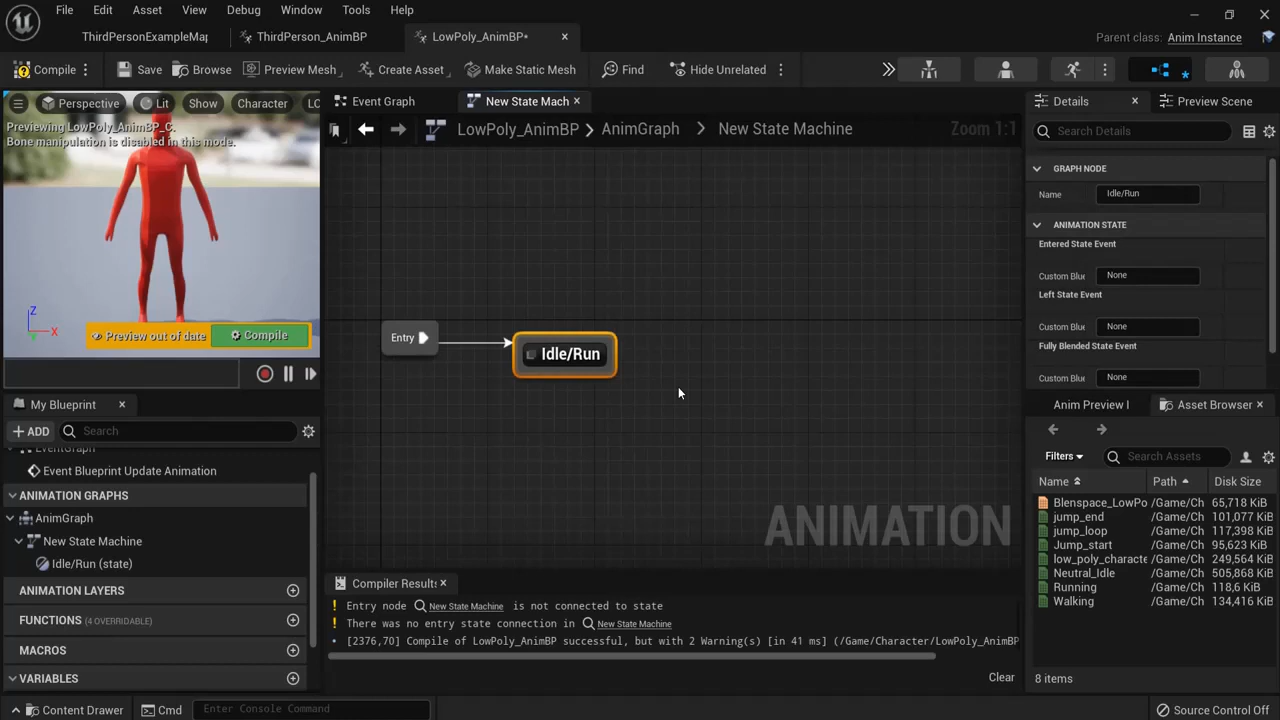 File Edit Asset View Debug Window Tools Help
ThirdPersonExampleMap ThirdPerson_AnimBP LowPoly_AnimBP*
Parent class: Anim Instance
Compile Save Browse Preview Mesh Create Asset Make Static Mesh Find Hide Unrelated
Perspective Lit Show Character LO
Previewing LowPoly_AnimBP_C.
Bone manipulation is disabled in this mode.
Z
X
Y
Preview out of date Compile
Event Graph New State Mach
LowPoly_AnimBP AnimGraph New State Machine Zoom 1:1
Entry
Idle/Run
ANIMATION
My Blueprint
ADD Search
EventGraph
Event Blueprint Update Animation
ANIMATION GRAPHS
AnimGraph
New State Machine
Idle/Run (state)
ANIMATION LAYERS
FUNCTIONS (4 OVERRIDABLE)
MACROS
VARIABLES
Compiler Results
! Entry node New State Machine is not connected to state
! There was no entry state connection in New State Machine
• [2376,70] Compile of LowPoly_AnimBP successful, but with 2 Warning(s) [in 41 ms] (/Game/Character/LowPoly_AnimBP
Clear
Details Preview Scene
Search Details
GRAPH NODE
Name Idle/Run
ANIMATION STATE
Entered State Event
Custom Blue None
Left State Event
Custom Blue None
Fully Blended State Event
Custom Blue None
Anim Preview I Asset Browser
Filters Search Assets
Name Path Disk Size
Blenspace_LowPo /Game/Ch 65,718 KiB
jump_end /Game/Ch 101,077 KiB
jump_loop /Game/Ch 117,398 KiB
Jump_start /Game/Ch 95,623 KiB
low_poly_characte /Game/Ch 249,564 KiB
Neutral_Idle /Game/Ch 505,868 KiB
Running /Game/Ch 118,6 KiB
Walking /Game/Ch 134,416 KiB
8 items
Content Drawer Cmd Enter Console Command Source Control Off